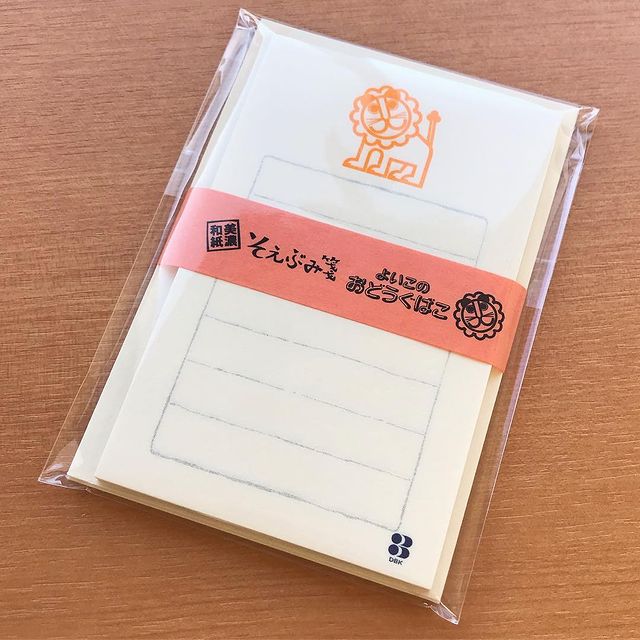 美濃
和紙
そえぶみ箋
よいこの
おどうぐばこ
DBK